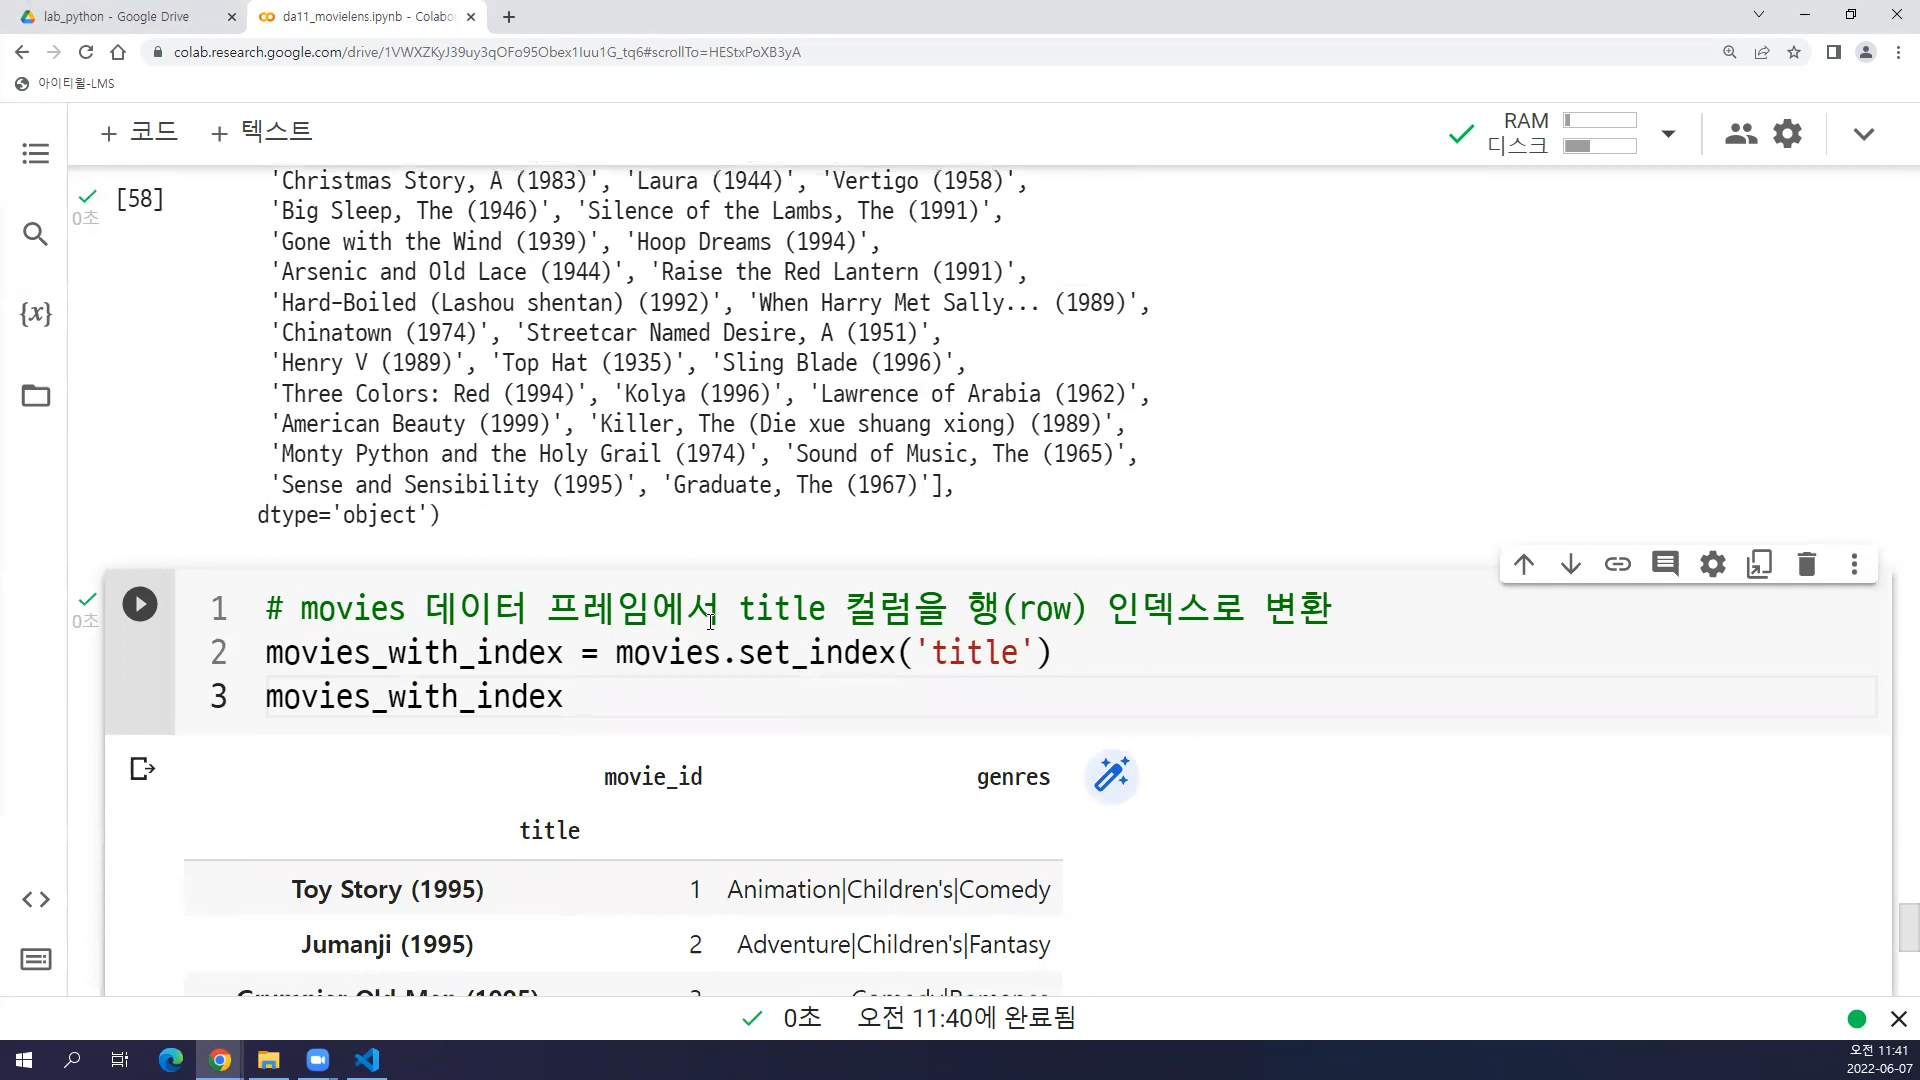 lab_python - Google Drive
da11_movielens.ipynb - Colabo
colab.research.google.com/drive/1VWXZKyJ39uy3qOFo95Obex1Iuu1G_tq6#scrollTo=HEStxPoXB3yA
아이티윌-LMS
+ 코드 + 텍스트
RAM
디스크
[58]
0초
'Christmas Story, A (1983)', 'Laura (1944)', 'Vertigo (1958)',
'Big Sleep, The (1946)', 'Silence of the Lambs, The (1991)',
'Gone with the Wind (1939)', 'Hoop Dreams (1994)',
'Arsenic and Old Lace (1944)', 'Raise the Red Lantern (1991)',
'Hard-Boiled (Lashou shentan) (1992)', 'When Harry Met Sally... (1989)',
'Chinatown (1974)', 'Streetcar Named Desire, A (1951)',
'Henry V (1989)', 'Top Hat (1935)', 'Sling Blade (1996)',
'Three Colors: Red (1994)', 'Kolya (1996)', 'Lawrence of Arabia (1962)',
'American Beauty (1999)', 'Killer, The (Die xue shuang xiong) (1989)',
'Monty Python and the Holy Grail (1974)', 'Sound of Music, The (1965)',
'Sense and Sensibility (1995)', 'Graduate, The (1967)'],
dtype='object')
0초
1 # movies 데이터 프레임에서 title 컬럼을 행(row) 인덱스로 변환
2 movies_with_index = movies.set_index('title')
3 movies_with_index
movie_id genres
title
Toy Story (1995) 1 Animation|Children's|Comedy
Jumanji (1995) 2 Adventure|Children's|Fantasy
Grumpier Old Men (1995) 3 Comedy|Romance
0초 오전 11:40에 완료됨
오전 11:41
2022-06-07